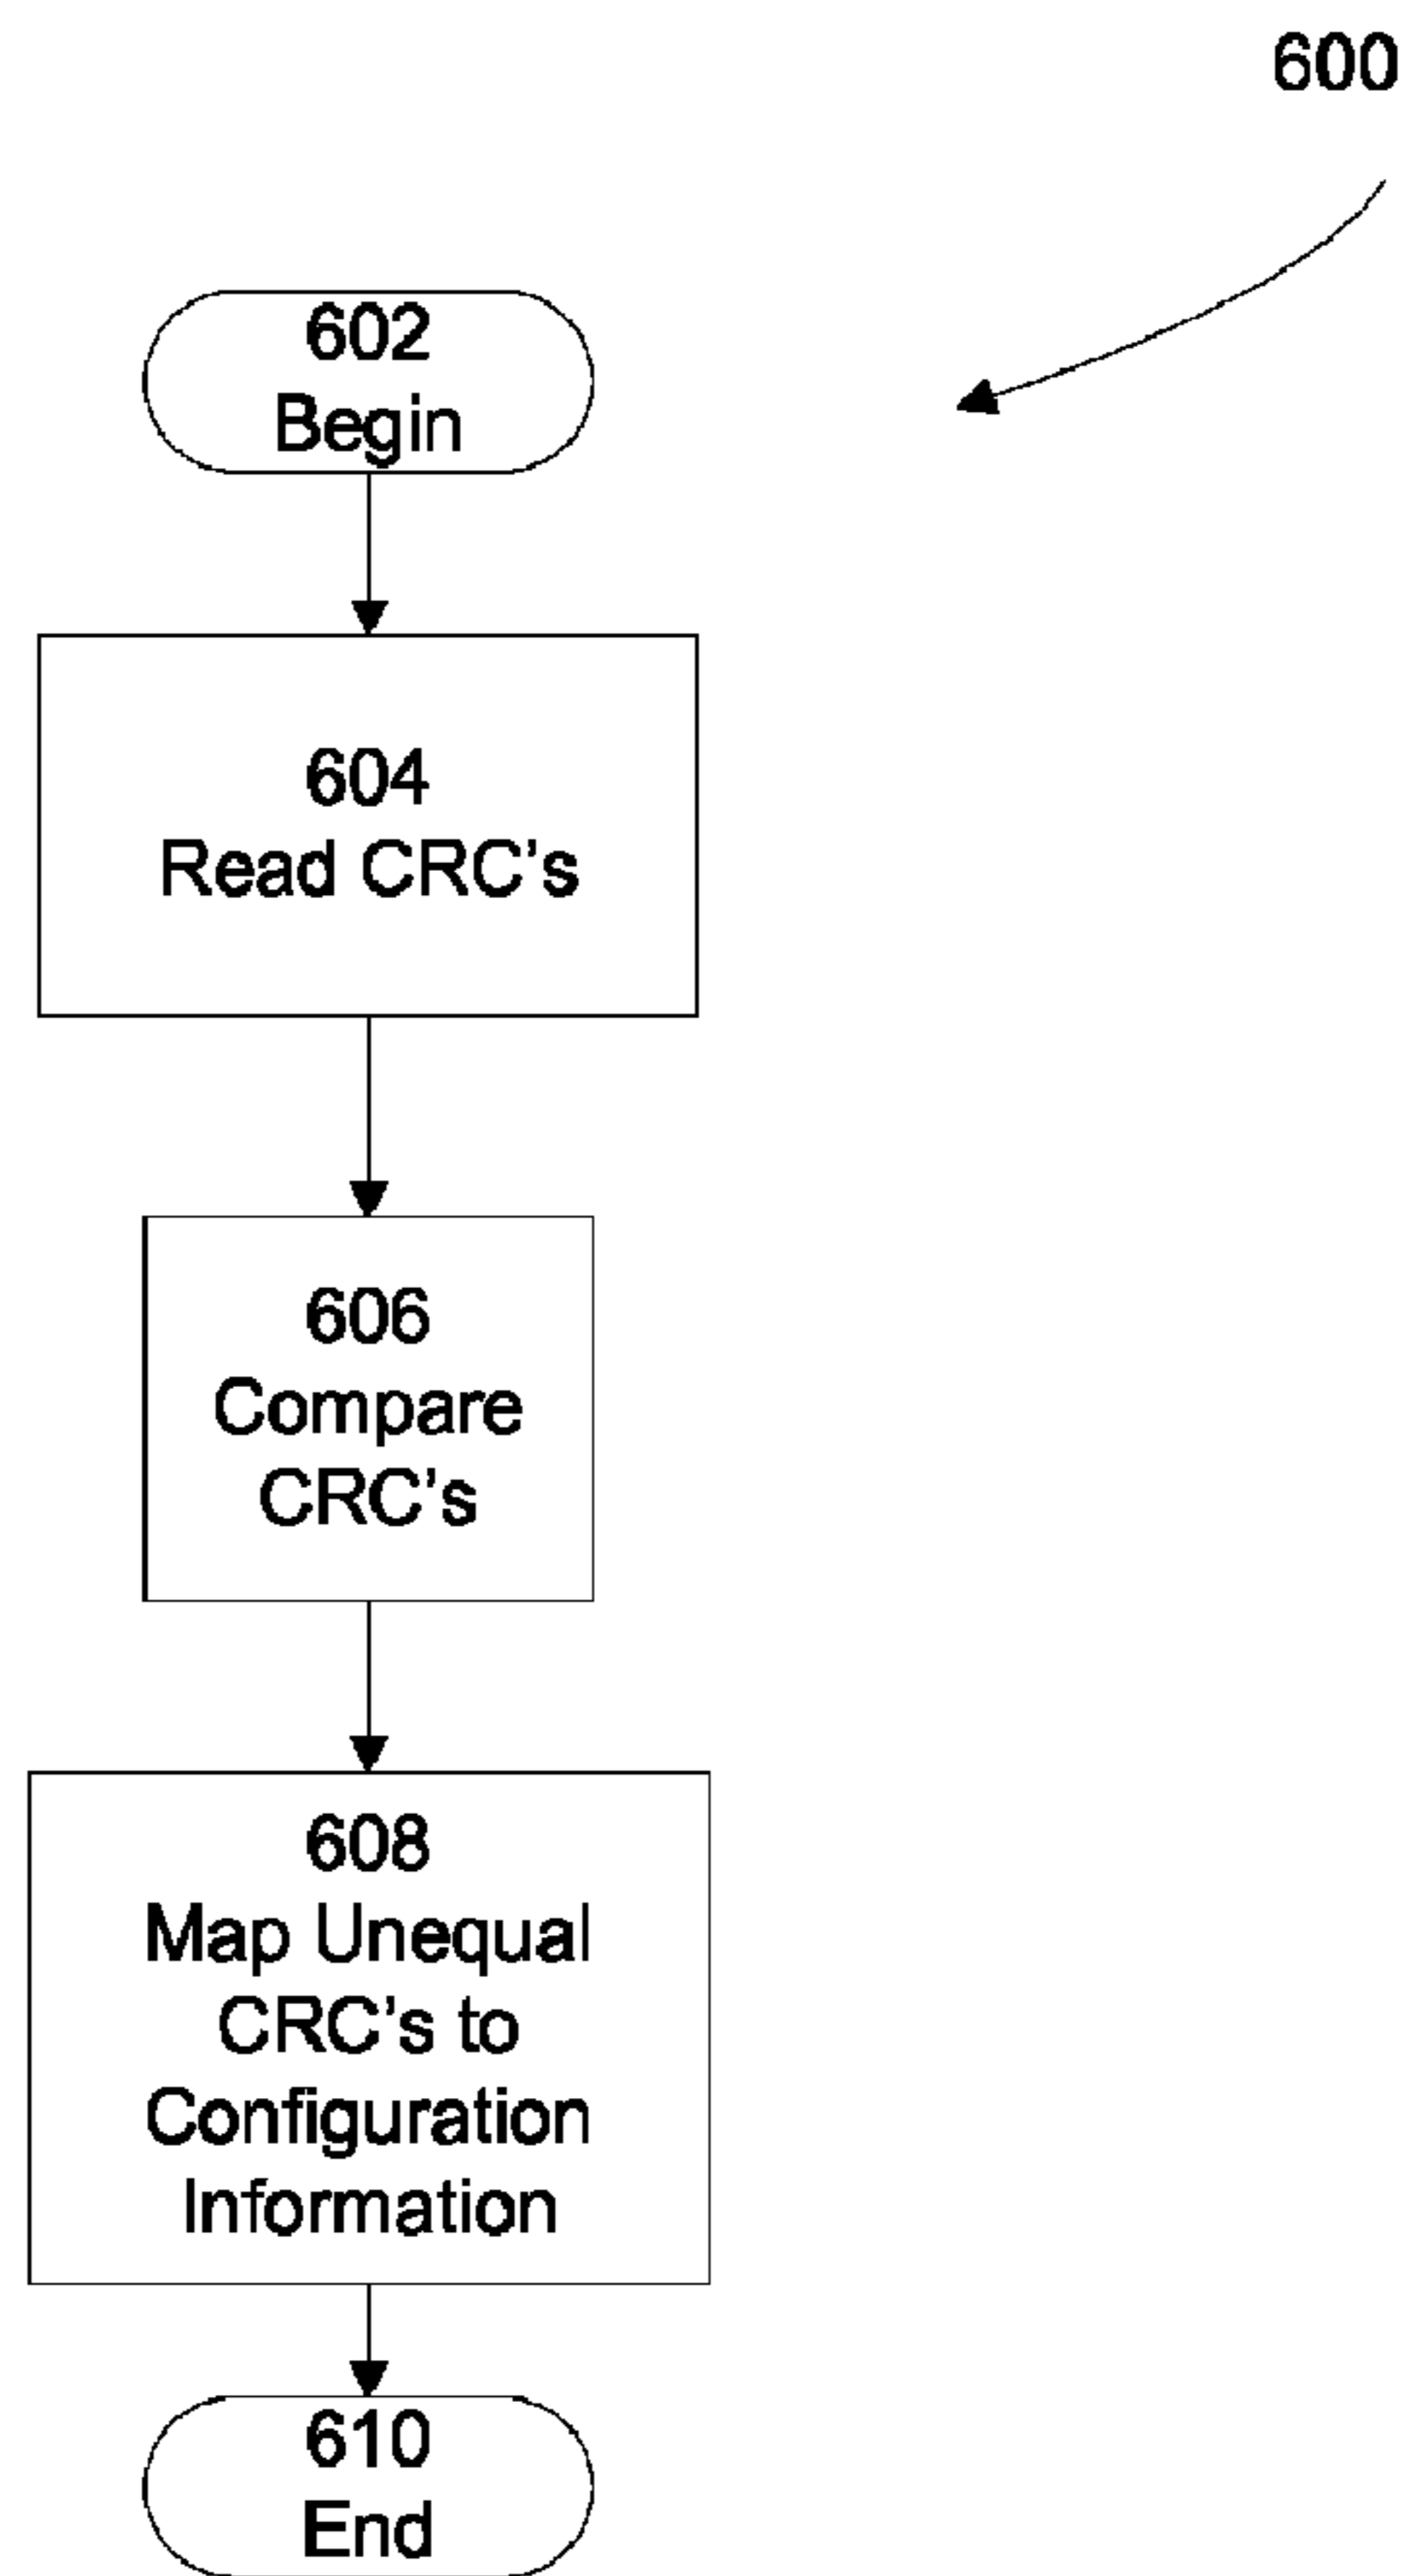 600
602
Begin
604
Read CRC's
606
Compare
CRC's
608
Map Unequal
CRC's to
Configuration
Information
610
End